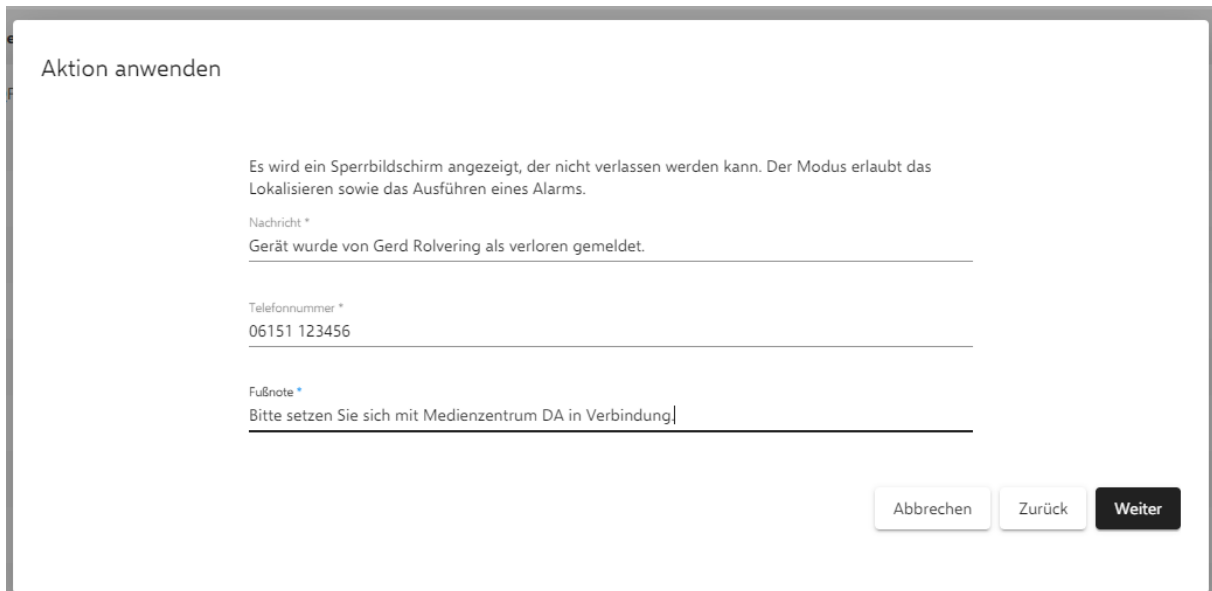 Aktion anwenden
Es wird ein Sperrbildschirm angezeigt, der nicht verlassen werden kann. Der Modus erlaubt das
Lokalisieren sowie das Ausführen eines Alarms.
Nachricht *
Gerät wurde von Gerd Rolvering als verloren gemeldet.
Telefonnummer *
06151 123456
Fußnote *
Bitte setzen Sie sich mit Medienzentrum DA in Verbindung.
Abbrechen Zurück Weiter